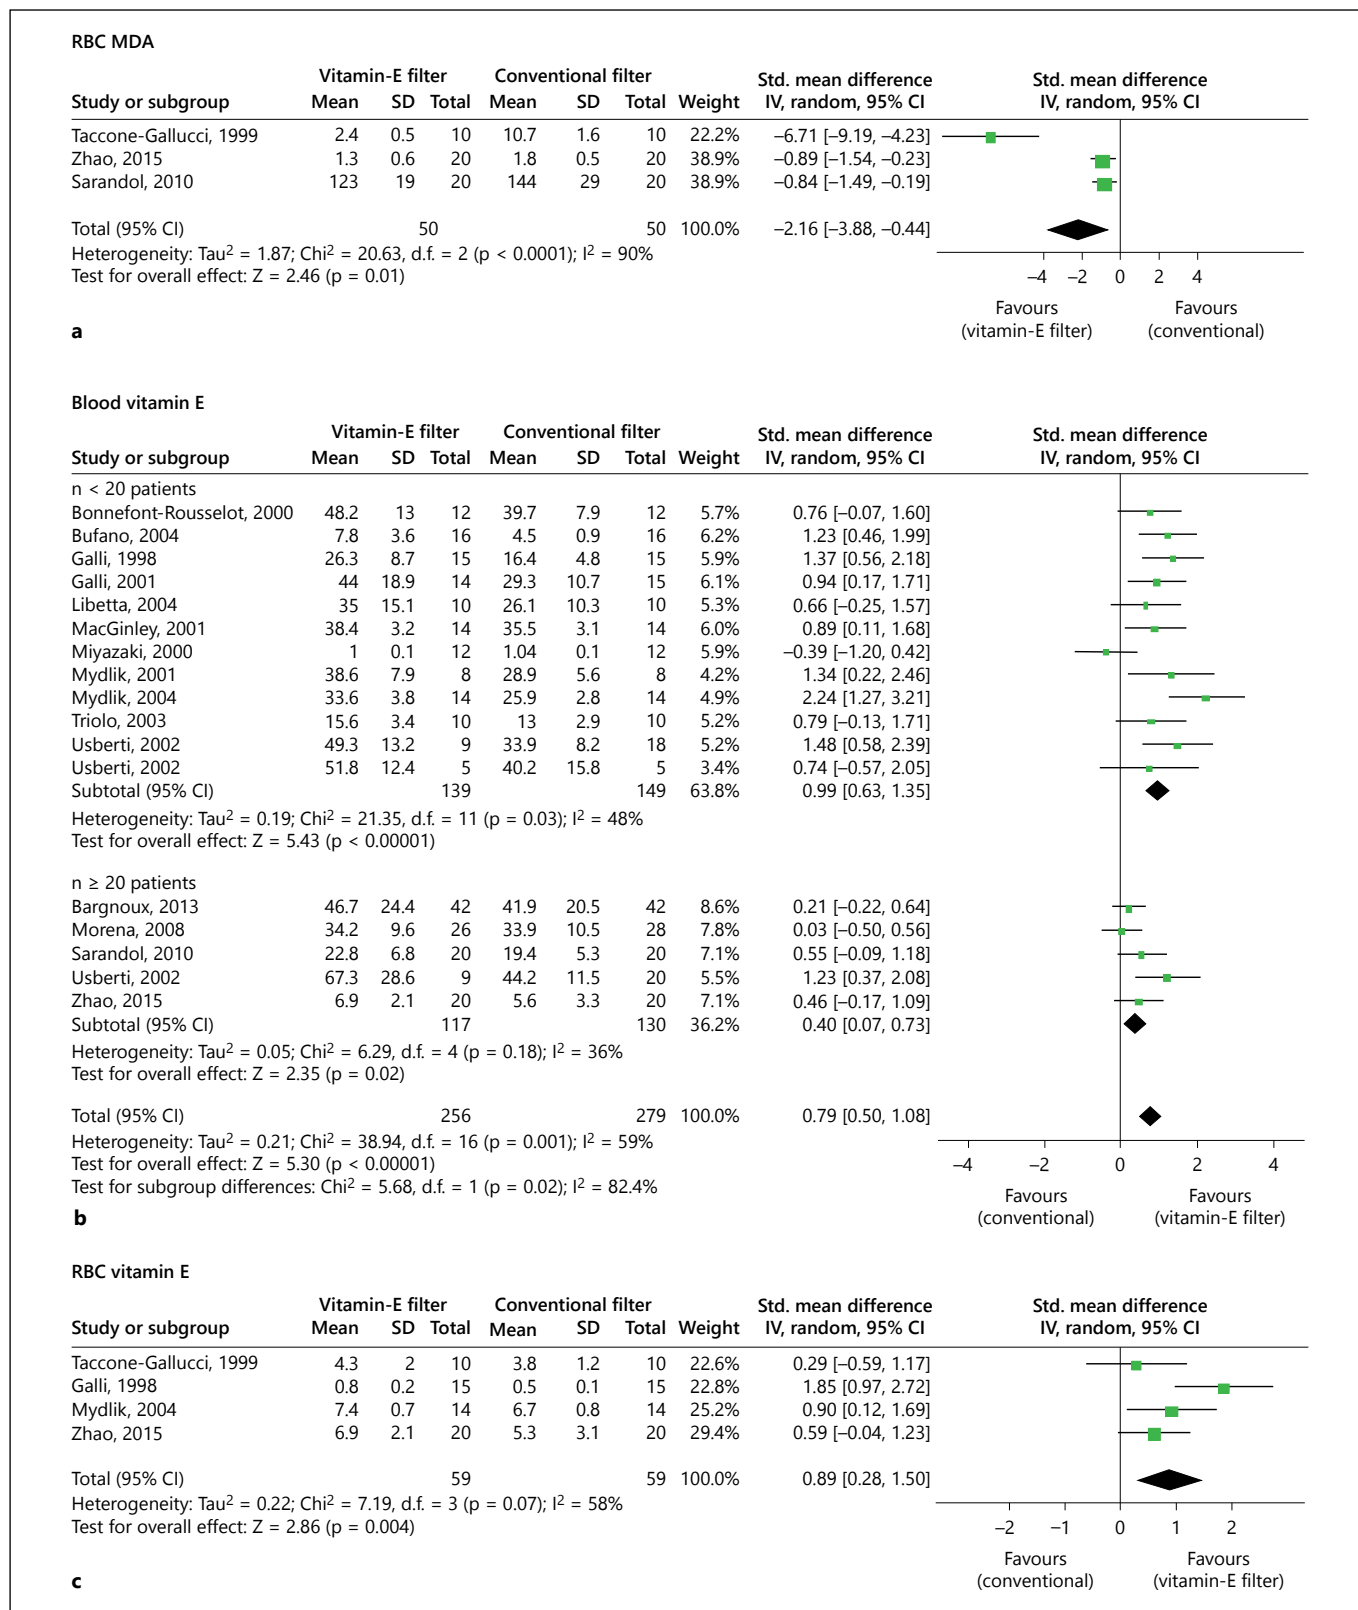 RBC MDA
Vitamin-E filter Conventional filter Std. mean difference Std. mean difference
Study or subgroup Mean SD Total Mean SD Total Weight IV, random, 95% CI IV, random, 95% CI
Taccone-Gallucci, 1999 2.4 0.5 10 10.7 1.6 10 22.2% –6.71 [–9.19, –4.23]
Zhao, 2015 1.3 0.6 20 1.8 0.5 20 38.9% –0.89 [–1.54, –0.23]
Sarandol, 2010 123 19 20 144 29 20 38.9% –0.84 [–1.49, –0.19]
Total (95% CI) 50 50 100.0% –2.16 [–3.88, –0.44]
Heterogeneity: Tau² = 1.87; Chi² = 20.63, d.f. = 2 (p < 0.0001); I² = 90%
Test for overall effect: Z = 2.46 (p = 0.01)
–4 –2 0 2 4
Favours Favours
(vitamin-E filter) (conventional)
a
Blood vitamin E
Vitamin-E filter Conventional filter Std. mean difference Std. mean difference
Study or subgroup Mean SD Total Mean SD Total Weight IV, random, 95% CI IV, random, 95% CI
n < 20 patients
Bonnefont-Rousselot, 2000 48.2 13 12 39.7 7.9 12 5.7% 0.76 [–0.07, 1.60]
Bufano, 2004 7.8 3.6 16 4.5 0.9 16 6.2% 1.23 [0.46, 1.99]
Galli, 1998 26.3 8.7 15 16.4 4.8 15 5.9% 1.37 [0.56, 2.18]
Galli, 2001 44 18.9 14 29.3 10.7 15 6.1% 0.94 [0.17, 1.71]
Libetta, 2004 35 15.1 10 26.1 10.3 10 5.3% 0.66 [–0.25, 1.57]
MacGinley, 2001 38.4 3.2 14 35.5 3.1 14 6.0% 0.89 [0.11, 1.68]
Miyazaki, 2000 1 0.1 12 1.04 0.1 12 5.9% –0.39 [–1.20, 0.42]
Mydlik, 2001 38.6 7.9 8 28.9 5.6 8 4.2% 1.34 [0.22, 2.46]
Mydlik, 2004 33.6 3.8 14 25.9 2.8 14 4.9% 2.24 [1.27, 3.21]
Triolo, 2003 15.6 3.4 10 13 2.9 10 5.2% 0.79 [–0.13, 1.71]
Usberti, 2002 49.3 13.2 9 33.9 8.2 18 5.2% 1.48 [0.58, 2.39]
Usberti, 2002 51.8 12.4 5 40.2 15.8 5 3.4% 0.74 [–0.57, 2.05]
Subtotal (95% CI) 139 149 63.8% 0.99 [0.63, 1.35]
Heterogeneity: Tau² = 0.19; Chi² = 21.35, d.f. = 11 (p = 0.03); I² = 48%
Test for overall effect: Z = 5.43 (p < 0.00001)
n ≥ 20 patients
Bargnoux, 2013 46.7 24.4 42 41.9 20.5 42 8.6% 0.21 [–0.22, 0.64]
Morena, 2008 34.2 9.6 26 33.9 10.5 28 7.8% 0.03 [–0.50, 0.56]
Sarandol, 2010 22.8 6.8 20 19.4 5.3 20 7.1% 0.55 [–0.09, 1.18]
Usberti, 2002 67.3 28.6 9 44.2 11.5 20 5.5% 1.23 [0.37, 2.08]
Zhao, 2015 6.9 2.1 20 5.6 3.3 20 7.1% 0.46 [–0.17, 1.09]
Subtotal (95% CI) 117 130 36.2% 0.40 [0.07, 0.73]
Heterogeneity: Tau² = 0.05; Chi² = 6.29, d.f. = 4 (p = 0.18); I² = 36%
Test for overall effect: Z = 2.35 (p = 0.02)
Total (95% CI) 256 279 100.0% 0.79 [0.50, 1.08]
Heterogeneity: Tau² = 0.21; Chi² = 38.94, d.f. = 16 (p = 0.001); I² = 59%
Test for overall effect: Z = 5.30 (p < 0.00001)
Test for subgroup differences: Chi² = 5.68, d.f. = 1 (p = 0.02); I² = 82.4%
–4 –2 0 2 4
Favours Favours
(conventional) (vitamin-E filter)
b
RBC vitamin E
Vitamin-E filter Conventional filter Std. mean difference Std. mean difference
Study or subgroup Mean SD Total Mean SD Total Weight IV, random, 95% CI IV, random, 95% CI
Taccone-Gallucci, 1999 4.3 2 10 3.8 1.2 10 22.6% 0.29 [–0.59, 1.17]
Galli, 1998 0.8 0.2 15 0.5 0.1 15 22.8% 1.85 [0.97, 2.72]
Mydlik, 2004 7.4 0.7 14 6.7 0.8 14 25.2% 0.90 [0.12, 1.69]
Zhao, 2015 6.9 2.1 20 5.3 3.1 20 29.4% 0.59 [–0.04, 1.23]
Total (95% CI) 59 59 100.0% 0.89 [0.28, 1.50]
Heterogeneity: Tau² = 0.22; Chi² = 7.19, d.f. = 3 (p = 0.07); I² = 58%
Test for overall effect: Z = 2.86 (p = 0.004)
–2 –1 0 1 2
Favours Favours
(conventional) (vitamin-E filter)
c